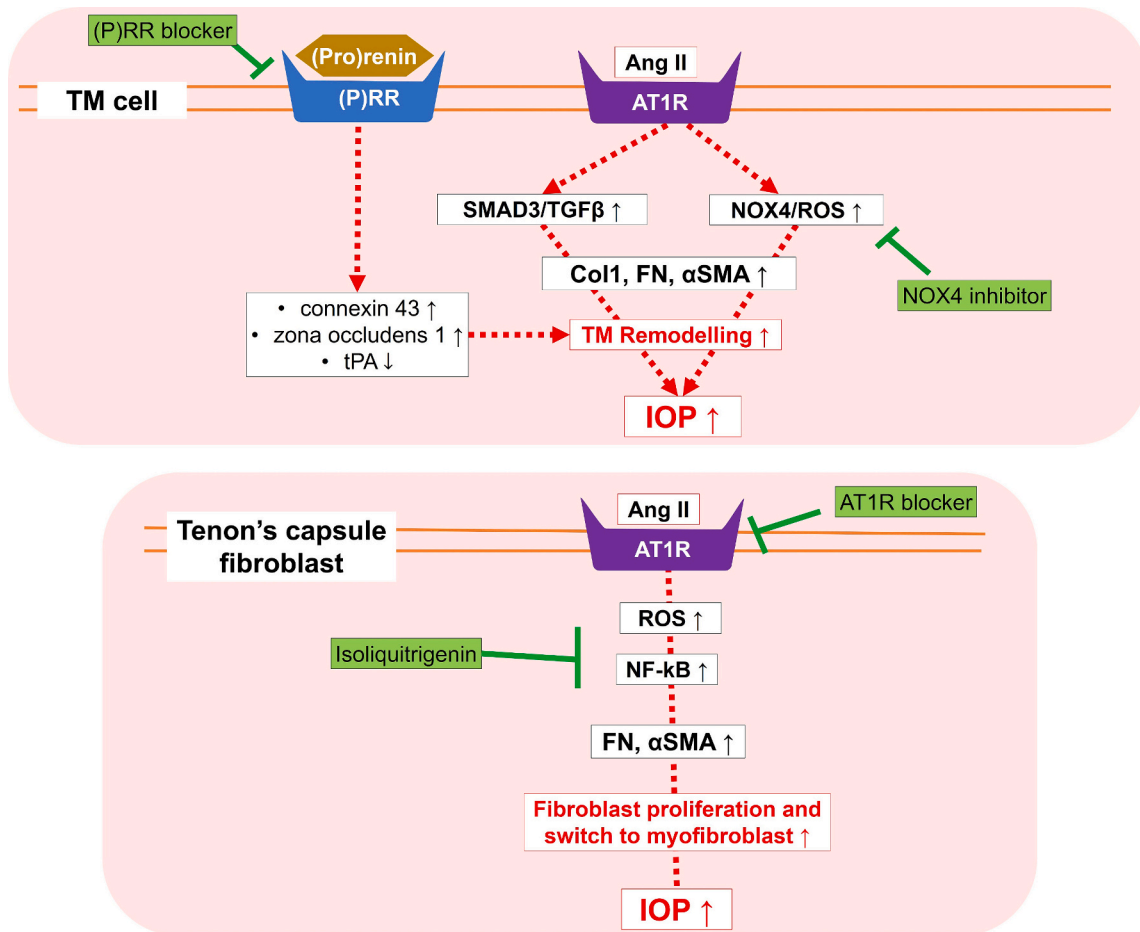 (P)RR blocker
(Pro)renin
(P)RR
Ang II
AT1R
TM cell
SMAD3/TGFβ ↑
NOX4/ROS ↑
Col1, FN, αSMA ↑
NOX4 inhibitor
• connexin 43 ↑
• zona occludens 1 ↑
• tPA ↓
TM Remodelling ↑
IOP ↑
Ang II
AT1R
AT1R blocker
Tenon's capsule
fibroblast
ROS ↑
Isoliquitrigenin
NF-kB ↑
FN, αSMA ↑
Fibroblast proliferation and
switch to myofibroblast ↑
IOP ↑